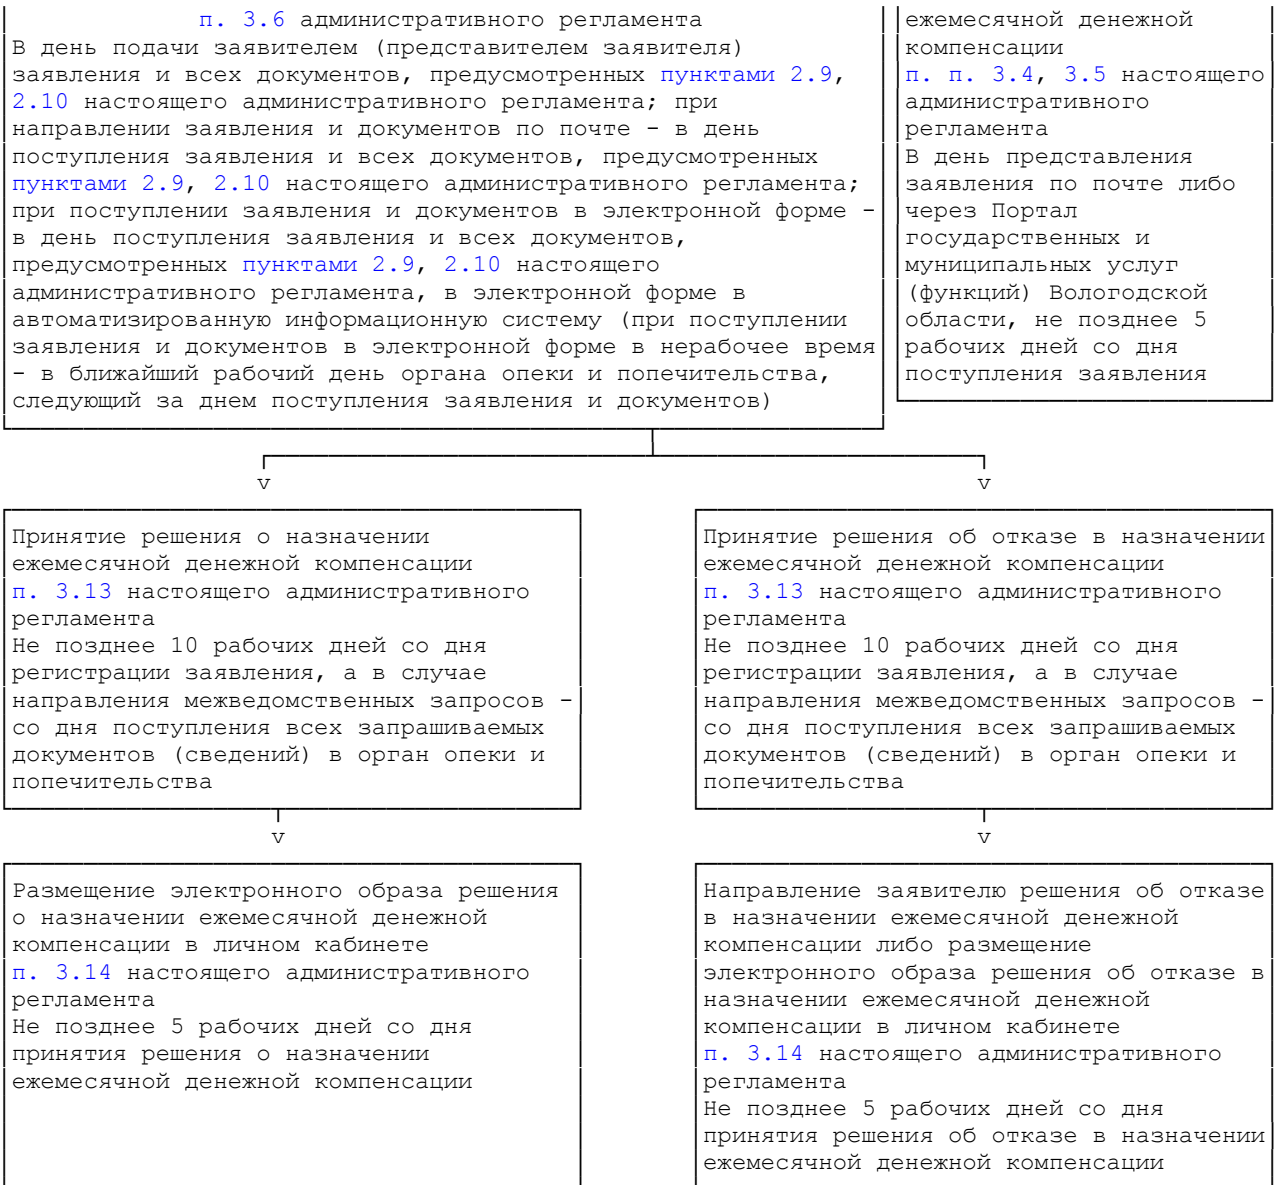 п. 3.6 административного регламента
В день подачи заявителем (представителем заявителя)
заявления и всех документов, предусмотренных пунктами 2.9,
2.10 настоящего административного регламента; при
направлении заявления и документов по почте - в день
поступления заявления и всех документов, предусмотренных
пунктами 2.9, 2.10 настоящего административного регламента;
при поступлении заявления и документов в электронной форме -
в день поступления заявления и всех документов,
предусмотренных пунктами 2.9, 2.10 настоящего
административного регламента, в электронной форме в
автоматизированную информационную систему (при поступлении
заявления и документов в электронной форме в нерабочее время
- в ближайший рабочий день органа опеки и попечительства,
следующий за днем поступления заявления и документов)
ежемесячной денежной
компенсации
п. п. 3.4, 3.5 настоящего
административного
регламента
В день представления
заявления по почте либо
через Портал
государственных и
муниципальных услуг
(функций) Вологодской
области, не позднее 5
рабочих дней со дня
поступления заявления
v
v
Принятие решения о назначении
ежемесячной денежной компенсации
п. 3.13 настоящего административного
регламента
Не позднее 10 рабочих дней со дня
регистрации заявления, а в случае
направления межведомственных запросов -
со дня поступления всех запрашиваемых
документов (сведений) в орган опеки и
попечительства
Принятие решения об отказе в назначении
ежемесячной денежной компенсации
п. 3.13 настоящего административного
регламента
Не позднее 10 рабочих дней со дня
регистрации заявления, а в случае
направления межведомственных запросов -
со дня поступления всех запрашиваемых
документов (сведений) в орган опеки и
попечительства
v
v
Размещение электронного образа решения
о назначении ежемесячной денежной
компенсации в личном кабинете
п. 3.14 настоящего административного
регламента
Не позднее 5 рабочих дней со дня
принятия решения о назначении
ежемесячной денежной компенсации
Направление заявителю решения об отказе
в назначении ежемесячной денежной
компенсации либо размещение
электронного образа решения об отказе в
назначении ежемесячной денежной
компенсации в личном кабинете
п. 3.14 настоящего административного
регламента
Не позднее 5 рабочих дней со дня
принятия решения об отказе в назначении
ежемесячной денежной компенсации